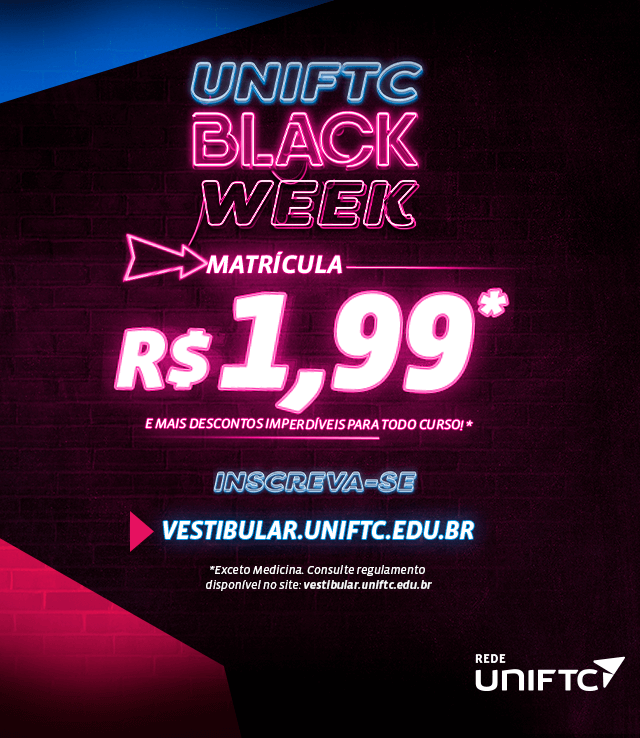 UNIFTC
BLACK
WEEK
MATRÍCULA
R$1,99*
E MAIS DESCONTOS IMPERDÍVEIS PARA TODO CURSO! *
INSCREVA-SE
VESTIBULAR.UNIFTC.EDU.BR
*Exceto Medicina. Consulte regulamento
disponível no site: vestibular.uniftc.edu.br
REDE
UNIFTC